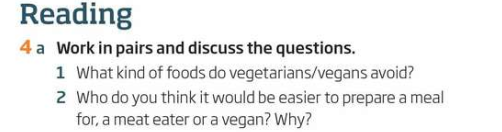 Reading
4 a Work in pairs and discuss the questions.
1 What kind of foods do vegetarians/vegans avoid?
2 Who do you think it would be easier to prepare a meal
for, a meat eater or a vegan? Why?